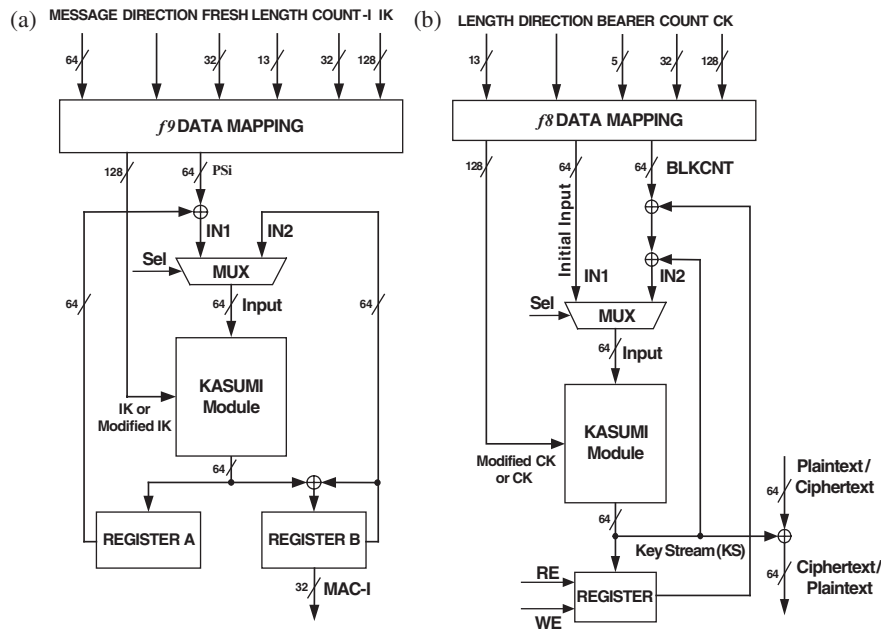 (a)
MESSAGE DIRECTION FRESH LENGTH COUNT-I IK
64
32
13
32
128
f9 DATA MAPPING
128
64
PSi
IN1
IN2
Sel
MUX
64
64
64
Input
KASUMI
Module
IK or
Modified IK
64
REGISTER A
REGISTER B
32
MAC-I
(b)
LENGTH DIRECTION BEARER COUNT CK
13
5
32
128
f8 DATA MAPPING
128
64
64
BLKCNT
Initial Input
IN1
IN2
Sel
MUX
64
Input
KASUMI
Module
Modified CK
or CK
64
Plaintext/
Ciphertext
64
Key Stream (KS)
Ciphertext/
Plaintext
64
RE
REGISTER
WE